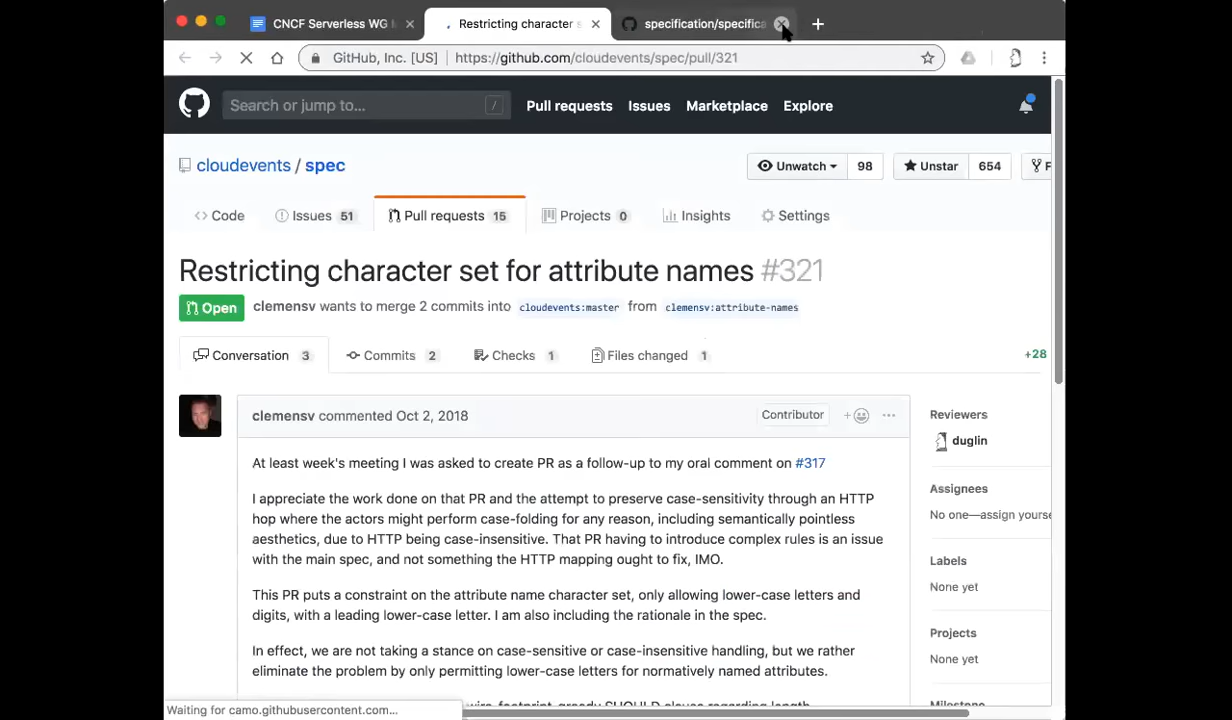 CNCF Serverless WG
Restricting character s
specification/specifica
GitHub, Inc. [US] https://github.com/cloudevents/spec/pull/321
Search or jump to... /
Pull requests Issues Marketplace Explore
cloudevents / spec
Unwatch 98 Unstar 654 F
Code Issues 51 Pull requests 15 Projects 0 Insights Settings
Restricting character set for attribute names #321
Open clemensv wants to merge 2 commits into cloudevents:master from clemensv:attribute-names
Conversation 3 Commits 2 Checks 1 Files changed 1 +28
clemensv commented Oct 2, 2018 Contributor
At least week's meeting I was asked to create PR as a follow-up to my oral comment on #317
I appreciate the work done on that PR and the attempt to preserve case-sensitivity through an HTTP
hop where the actors might perform case-folding for any reason, including semantically pointless
aesthetics, due to HTTP being case-insensitive. That PR having to introduce complex rules is an issue
with the main spec, and not something the HTTP mapping ought to fix, IMO.
This PR puts a constraint on the attribute name character set, only allowing lower-case letters and
digits, with a leading lower-case letter. I am also including the rationale in the spec.
In effect, we are not taking a stance on case-sensitive or case-insensitive handling, but we rather
eliminate the problem by only permitting lower-case letters for normatively named attributes.
wire-footprint-greedy SHOULD clause regarding length
Reviewers
duglin
Assignees
No one—assign yourse
Labels
None yet
Projects
None yet
Milestone
Waiting for camo.githubusercontent.com...